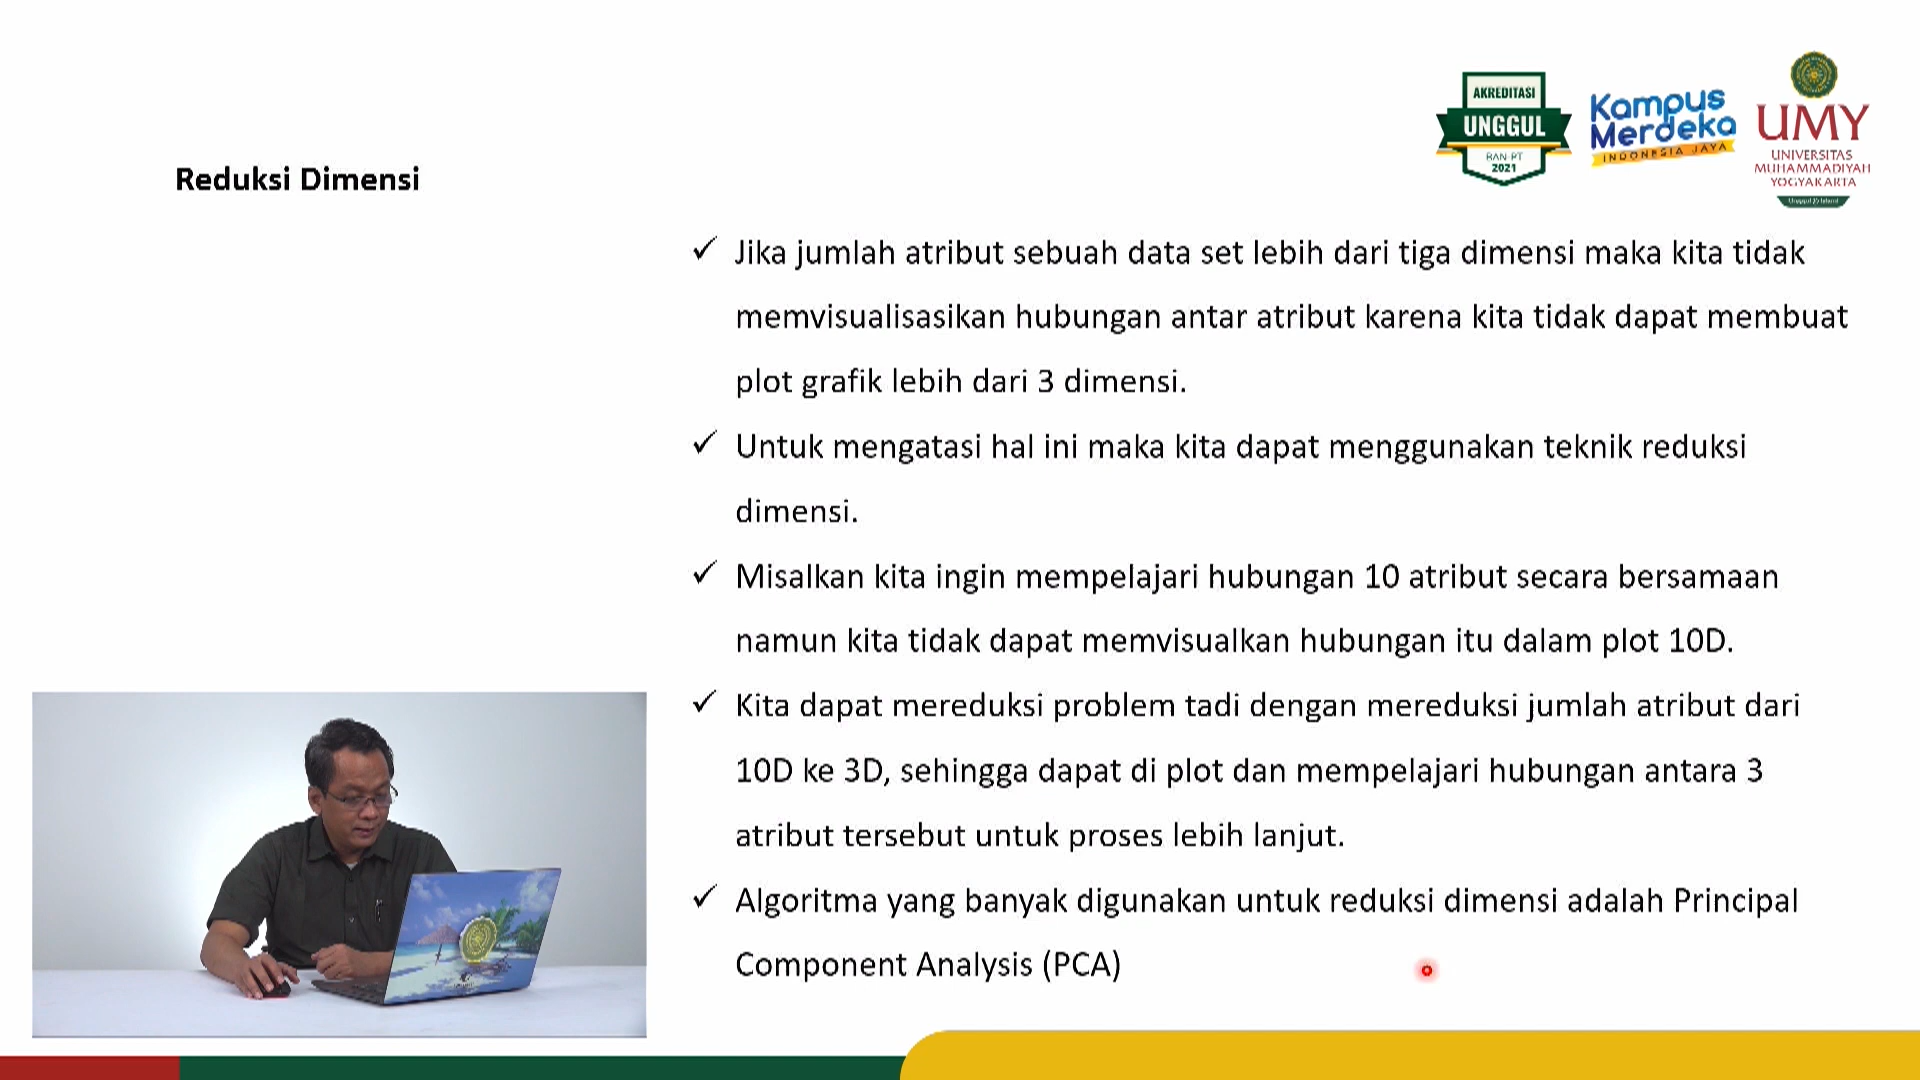 AKREDITASI
UNGGUL
BAN-PT
2021
Kampus
Merdeka
INDONESIA JAYA
UMY
UNIVERSITAS
MUHAMMADIYAH
YOGYAKARTA
Unggul & Islami
Reduksi Dimensi
✓ Jika jumlah atribut sebuah data set lebih dari tiga dimensi maka kita tidak
memvisualisasikan hubungan antar atribut karena kita tidak dapat membuat
plot grafik lebih dari 3 dimensi.
✓ Untuk mengatasi hal ini maka kita dapat menggunakan teknik reduksi
dimensi.
✓ Misalkan kita ingin mempelajari hubungan 10 atribut secara bersamaan
namun kita tidak dapat memvisualkan hubungan itu dalam plot 10D.
✓ Kita dapat mereduksi problem tadi dengan mereduksi jumlah atribut dari
10D ke 3D, sehingga dapat di plot dan mempelajari hubungan antara 3
atribut tersebut untuk proses lebih lanjut.
✓ Algoritma yang banyak digunakan untuk reduksi dimensi adalah Principal
Component Analysis (PCA)